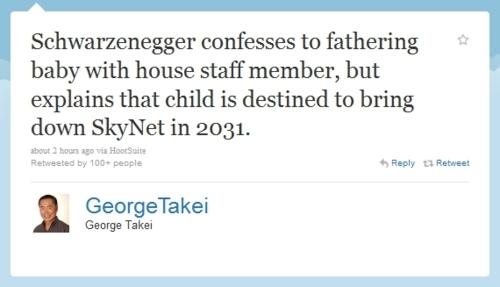 Schwarzenegger confesses to fathering
baby with house staff member, but
explains that child is destined to bring
down SkyNet in 2031.
about 2 hours ago via HootSuite
Retweeted by 100+ people
Reply Retweet
GeorgeTakei
George Takei